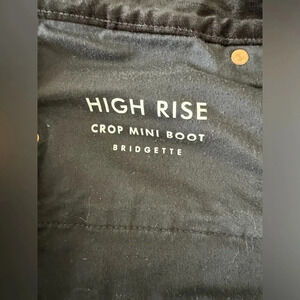 HIGH RISE
CROP MINI BOOT
BRIDGETTE